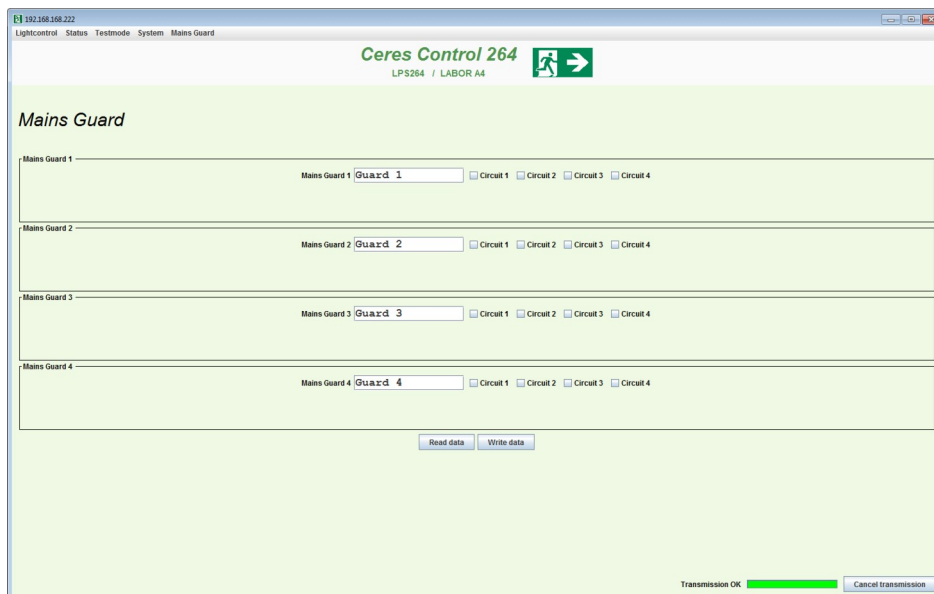 192.168.168.222
Lightcontrol Status Testmode System Mains Guard
Ceres Control 264
LPS264 / LABOR A4
Mains Guard
Mains Guard 1
Mains Guard 1 Guard 1 Circuit 1 Circuit 2 Circuit 3 Circuit 4
Mains Guard 2
Mains Guard 2 Guard 2 Circuit 1 Circuit 2 Circuit 3 Circuit 4
Mains Guard 3
Mains Guard 3 Guard 3 Circuit 1 Circuit 2 Circuit 3 Circuit 4
Mains Guard 4
Mains Guard 4 Guard 4 Circuit 1 Circuit 2 Circuit 3 Circuit 4
Read data Write data
Transmission OK Cancel transmission